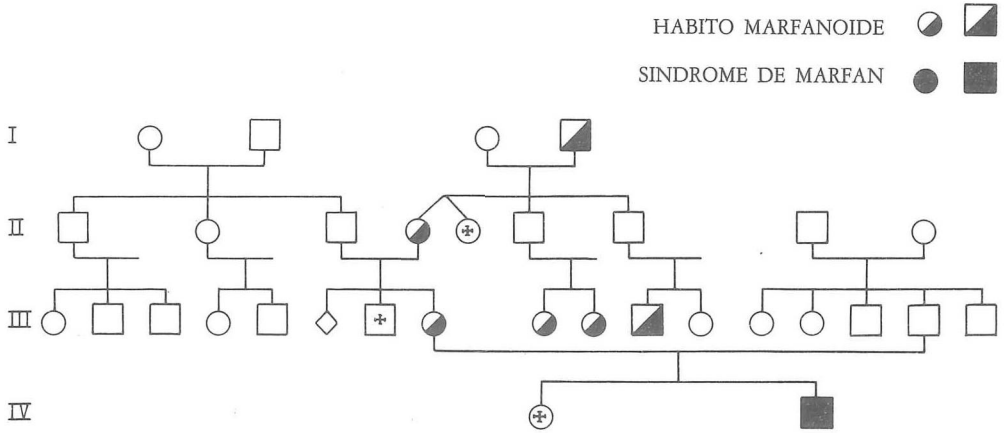 HABITO MARFANOIDE
SINDROME DE MARFAN
I
II
III
IV